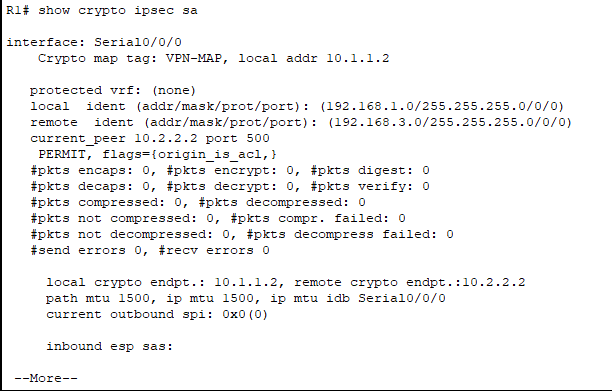 R1# show crypto ipsec sa
interface: Serial0/0/0
Crypto map tag: VPN-MAP, local addr 10.1.1.2
protected vrf: (none)
local ident (addr/mask/prot/port): (192.168.1.0/255.255.255.0/0/0)
remote ident (addr/mask/prot/port): (192.168.3.0/255.255.255.0/0/0)
current_peer 10.2.2.2 port 500
PERMIT, flags={origin_is_acl,}
#pkts encaps: 0, #pkts encrypt: 0, #pkts digest: 0
#pkts decaps: 0, #pkts decrypt: 0, #pkts verify: 0
#pkts compressed: 0, #pkts decompressed: 0
#pkts not compressed: 0, #pkts compr. failed: 0
#pkts not decompressed: 0, #pkts decompress failed: 0
#send errors 0, #recv errors 0
local crypto endpt.: 10.1.1.2, remote crypto endpt.:10.2.2.2
path mtu 1500, ip mtu 1500, ip mtu idb Serial0/0/0
current outbound spi: 0x0(0)
inbound esp sas:
--More--